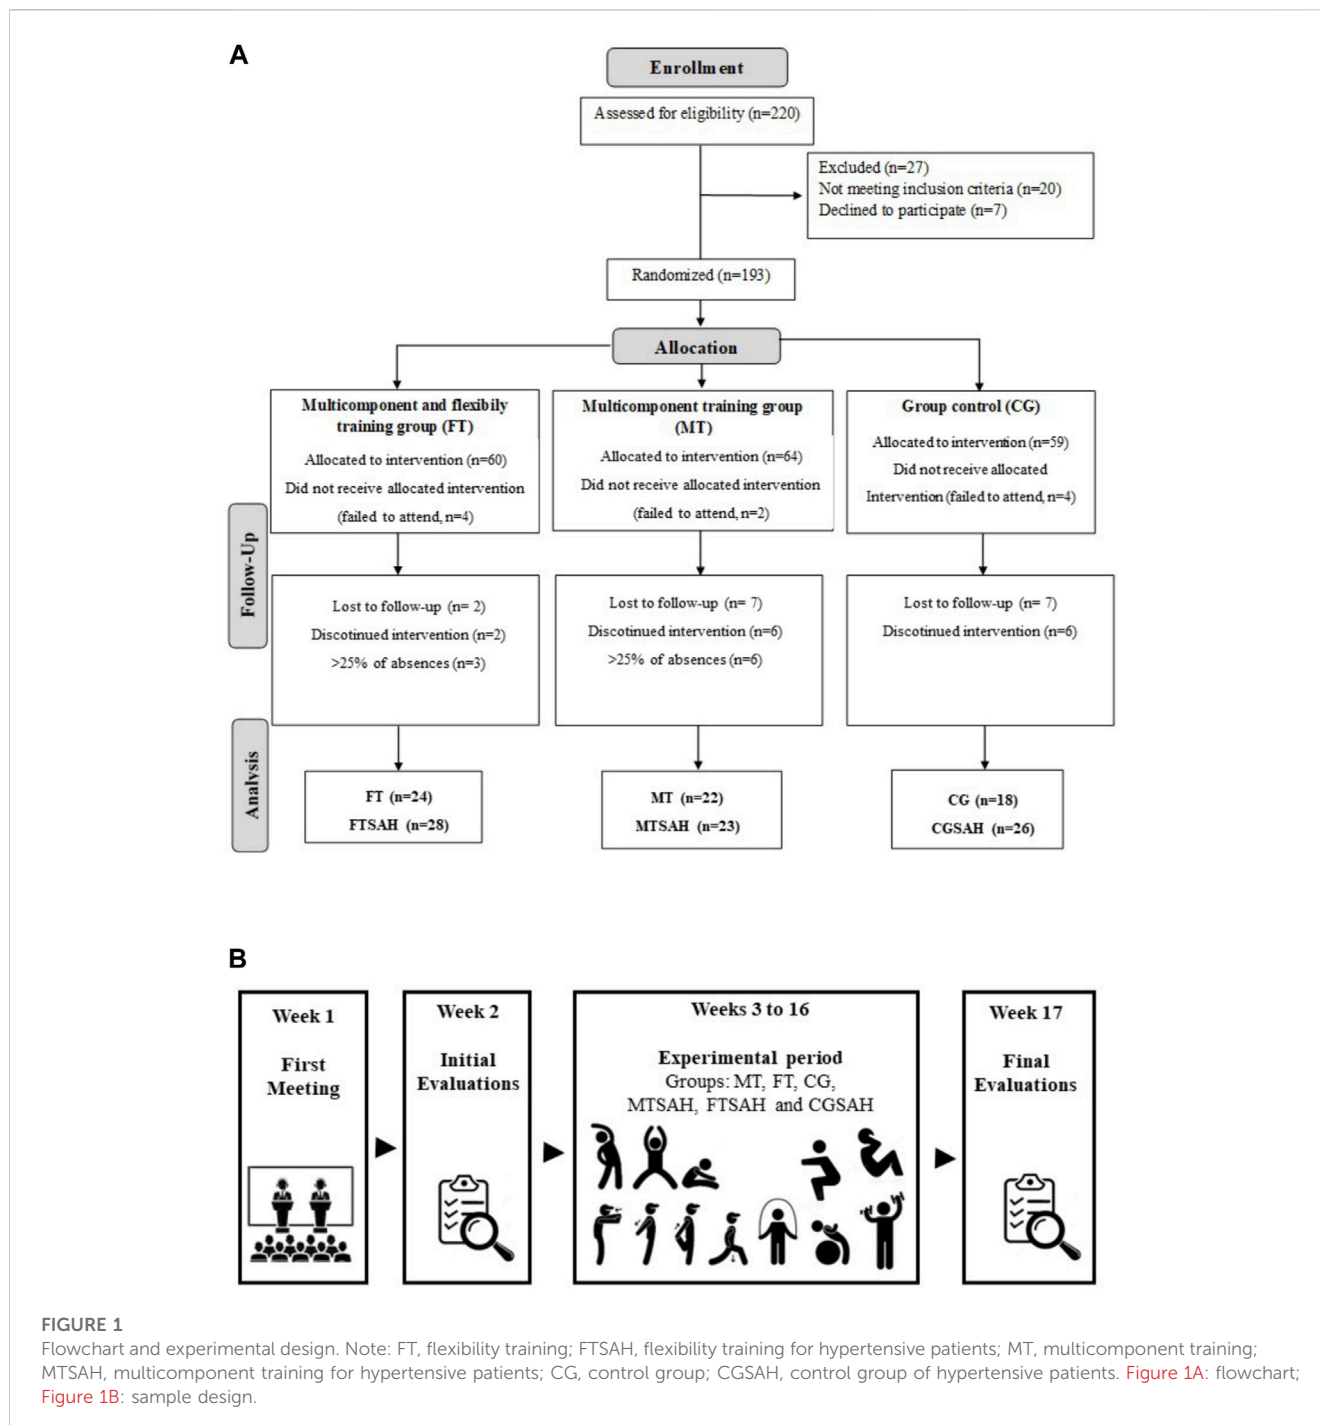 A
Enrollment
Assessed for eligibility (n=220)
Excluded (n=27)
Not meeting inclusion criteria (n=20)
Declined to participate (n=7)
Randomized (n=193)
Allocation
Multicomponent and flexibily
training group (FT)
Allocated to intervention (n=60)
Did not receive allocated intervention
(failed to attend, n=4)
Multicomponent training group
(MT)
Allocated to intervention (n=64)
Did not receive allocated intervention
(failed to attend, n=2)
Group control (CG)
Allocated to intervention (n=59)
Did not receive allocated
Intervention (failed to attend, n=4)
Follow-Up
Lost to follow-up (n= 2)
Discotinued intervention (n=2)
>25% of absences (n=3)
Lost to follow-up (n= 7)
Discotinued intervention (n=6)
>25% of absences (n=6)
Lost to follow-up (n= 7)
Discotinued intervention (n=6)
Analysis
FT (n=24)
FTSAH (n=28)
MT (n=22)
MTSAH (n=23)
CG (n=18)
CGSAH (n=26)
B
Week 1
First
Meeting
Week 2
Initial
Evaluations
Weeks 3 to 16
Experimental period
Groups: MT, FT, CG,
MTSAH, FTSAH and CGSAH
Week 17
Final
Evaluations
FIGURE 1
Flowchart and experimental design. Note: FT, flexibility training; FTSAH, flexibility training for hypertensive patients; MT, multicomponent training;
MTSAH, multicomponent training for hypertensive patients; CG, control group; CGSAH, control group of hypertensive patients. Figure 1A: flowchart;
Figure 1B: sample design.